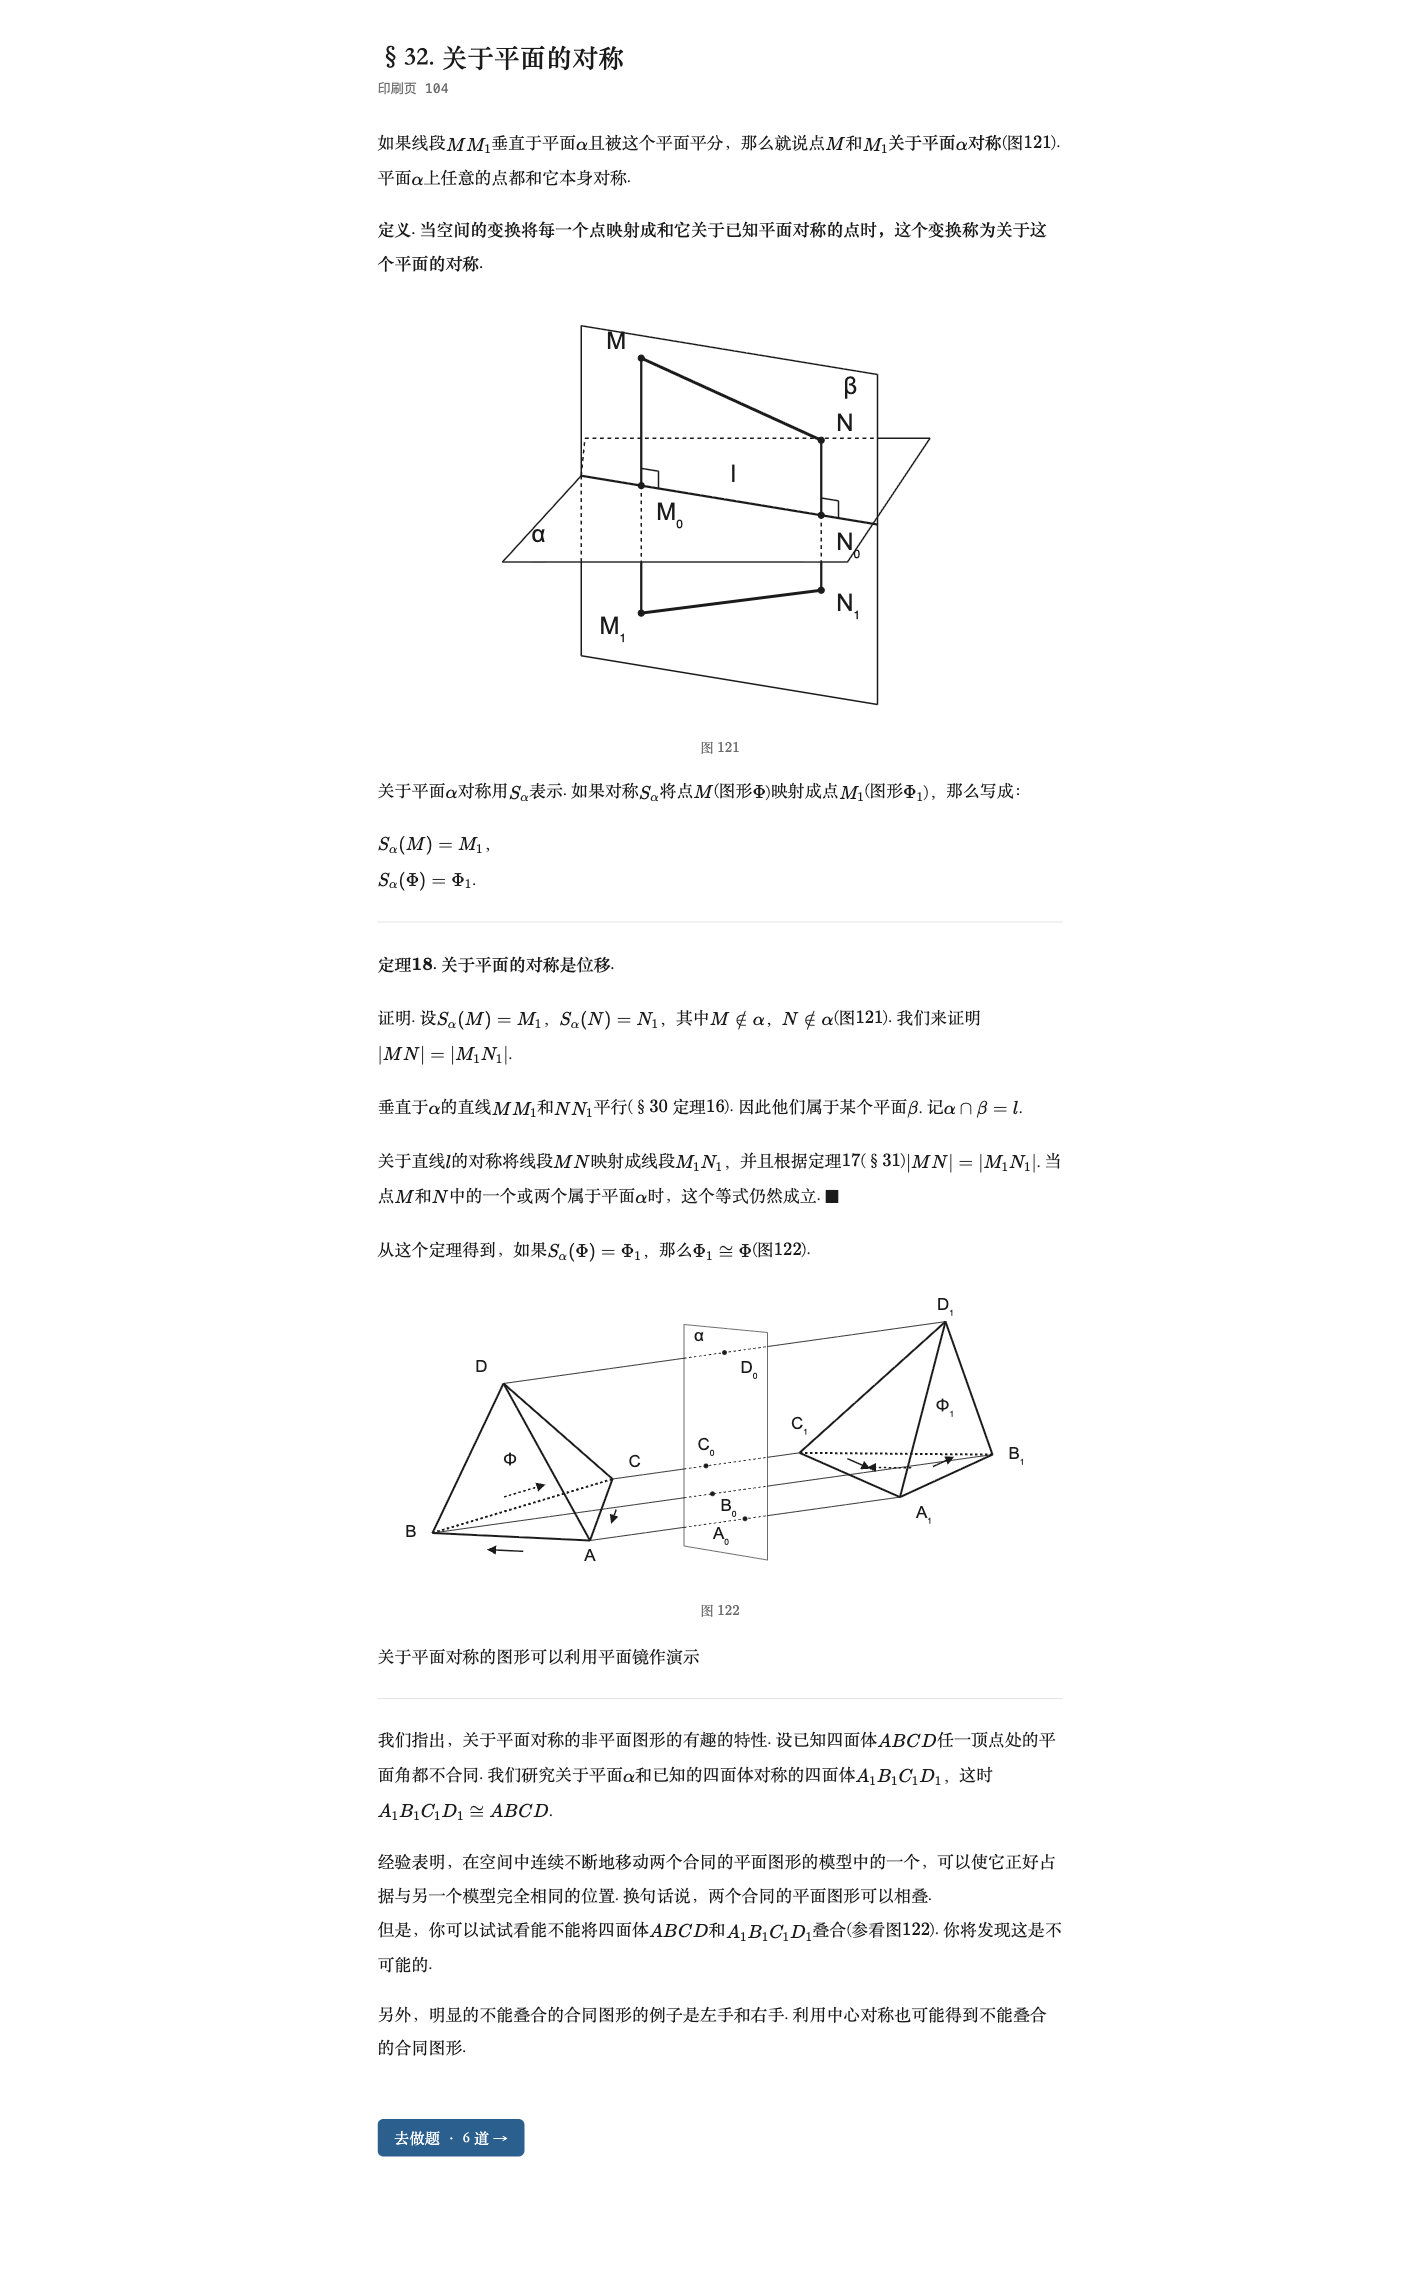 § 32. 关于平面的对称
印刷页 104
如果线段MM₁垂直于平面α且被这个平面平分，那么就说点M和M₁关于平面α对称(图121).
平面α上任意的点都和它本身对称.
定义. 当空间的变换将每一个点映射成和它关于已知平面对称的点时，这个变换称为关于这
个平面的对称.
M
β
N
l
M₀
α
N₀
N₁
M₁
图 121
关于平面α对称用Sα表示. 如果对称Sα将点M(图形Φ)映射成点M₁(图形Φ₁)，那么写成：
Sα(M) = M₁,
Sα(Φ) = Φ₁.
定理18. 关于平面的对称是位移.
证明. 设Sα(M) = M₁，Sα(N) = N₁，其中M ∉ α，N ∉ α(图121). 我们来证明
|MN| = |M₁N₁|.
垂直于α的直线MM₁和NN₁平行(§30 定理16). 因此他们属于某个平面β. 记α ∩ β = l.
关于直线l的对称将线段MN映射成线段M₁N₁，并且根据定理17(§31)|MN| = |M₁N₁|. 当
点M和N中的一个或两个属于平面α时，这个等式仍然成立. ■
从这个定理得到，如果Sα(Φ) = Φ₁，那么Φ₁ ≅ Φ(图122).
D₁
α
D
D₀
Φ₁
C₁
C₀
Φ
C
B₁
B₀
A₁
B
A₀
A
图 122
关于平面对称的图形可以利用平面镜作演示
我们指出，关于平面对称的非平面图形的有趣的特性. 设已知四面体ABCD任一顶点处的平
面角都不合同. 我们研究关于平面α和已知的四面体对称的四面体A₁B₁C₁D₁，这时
A₁B₁C₁D₁ ≅ ABCD.
经验表明，在空间中连续不断地移动两个合同的平面图形的模型中的一个，可以使它正好占
据与另一个模型完全相同的位置. 换句话说，两个合同的平面图形可以相叠.
但是，你可以试试看能不能将四面体ABCD和A₁B₁C₁D₁叠合(参看图122). 你将发现这是不
可能的.
另外，明显的不能叠合的合同图形的例子是左手和右手. 利用中心对称也可能得到不能叠合
的合同图形.
去做题 · 6 道 →